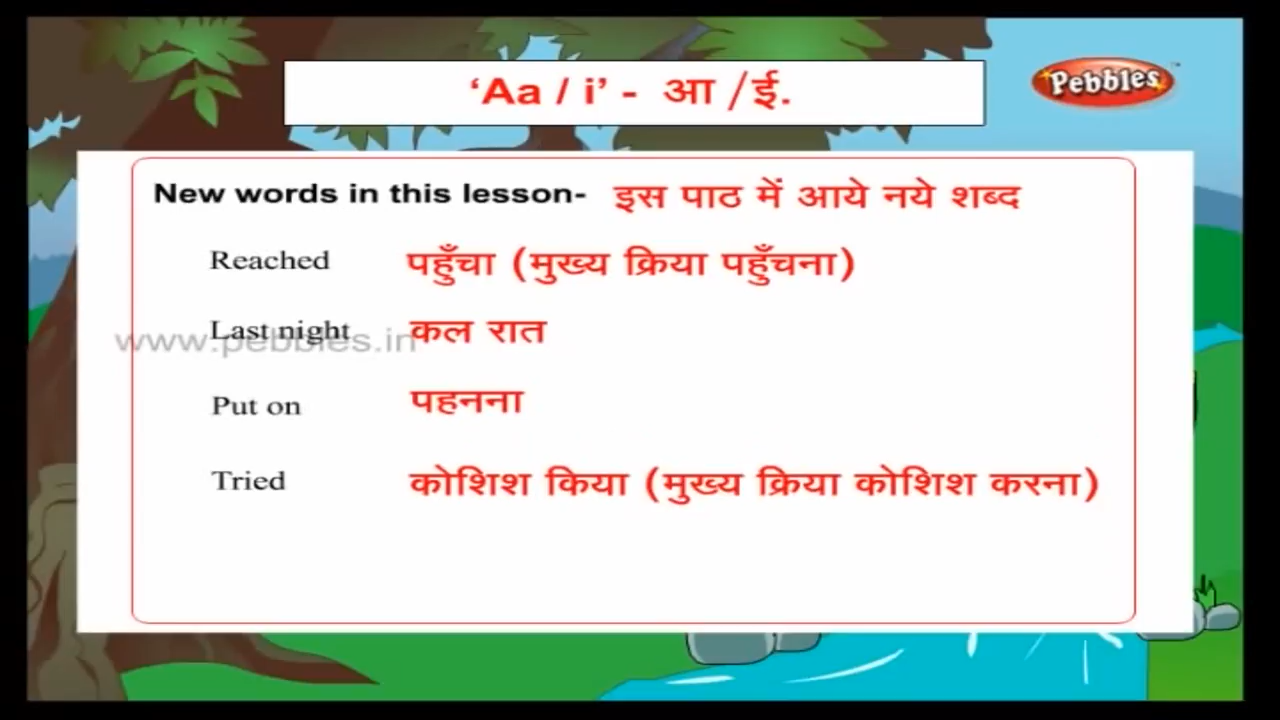 ‘Aa / i’ - आ /ई.
Pebbles
New words in this lesson- इस पाठ में आये नये शब्द
Reached पहुँचा (मुख्य क्रिया पहुँचना)
Last night कल रात
www.pebbles.in
Put on पहनना
Tried कोशिश किया (मुख्य क्रिया कोशिश करना)